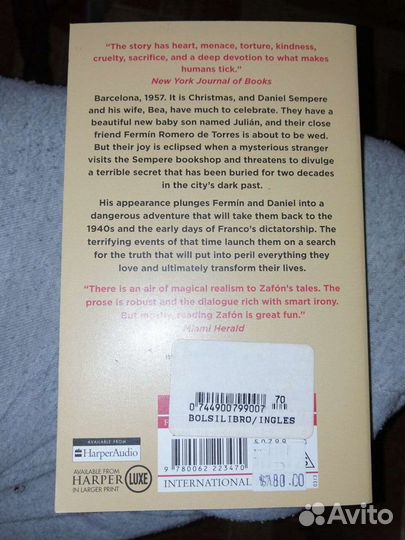 "The story has heart, menace, torture, kindness,
cruelty, sacrifice, and a deep devotion to what makes
humans tick."
New York Journal of Books
Barcelona, 1957. It is Christmas, and Daniel Sempere
and his wife, Bea, have much to celebrate. They have a
beautiful new baby son named Julián, and their close
friend Fermín Romero de Torres is about to be wed.
But their joy is eclipsed when a mysterious stranger
visits the Sempere bookshop and threatens to divulge
a terrible secret that has been buried for two decades
in the city's dark past.
His appearance plunges Fermín and Daniel into a
dangerous adventure that will take them back to the
1940s and the early days of Franco's dictatorship. The
terrifying events of that time launch them on a search
for the truth that will put into peril everything they
love and ultimately transform their lives.
"There is an air of magical realism to Zafón's tales. The
prose is robust and the dialogue rich with smart irony.
But mostly, reading Zafón is great fun."
Miami Herald
70
0 744900 799007
BOLSILIBRO/INGLES
AVAILABLE FROM
HarperAudio
AVAILABLE FROM
HARPER LUXE
IN LARGER PRINT
9 780062 223470
INTERNATIONAL
Avito